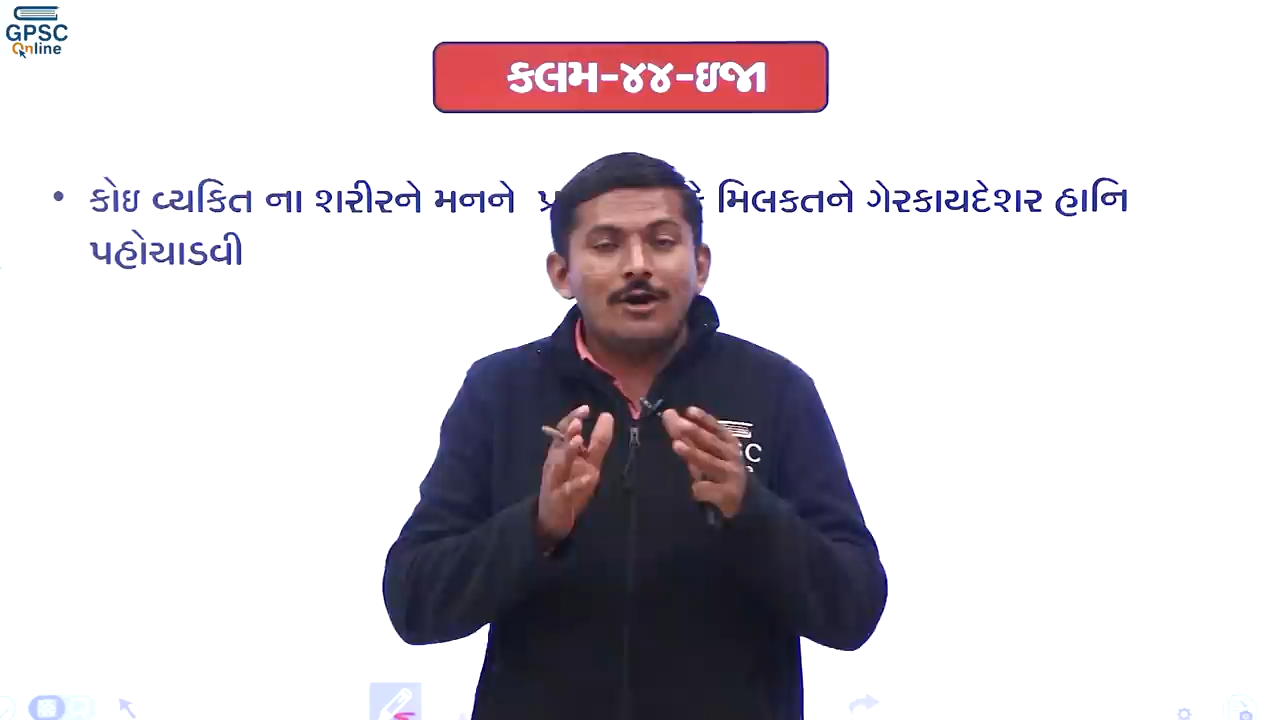 GPSC
Online
કલમ-૪૪-ઇજા
• કોઇ વ્યકિત ના શરીરને મનને મિલકતને ગેરકાયદેશર હાનિ
પહોચાડવી